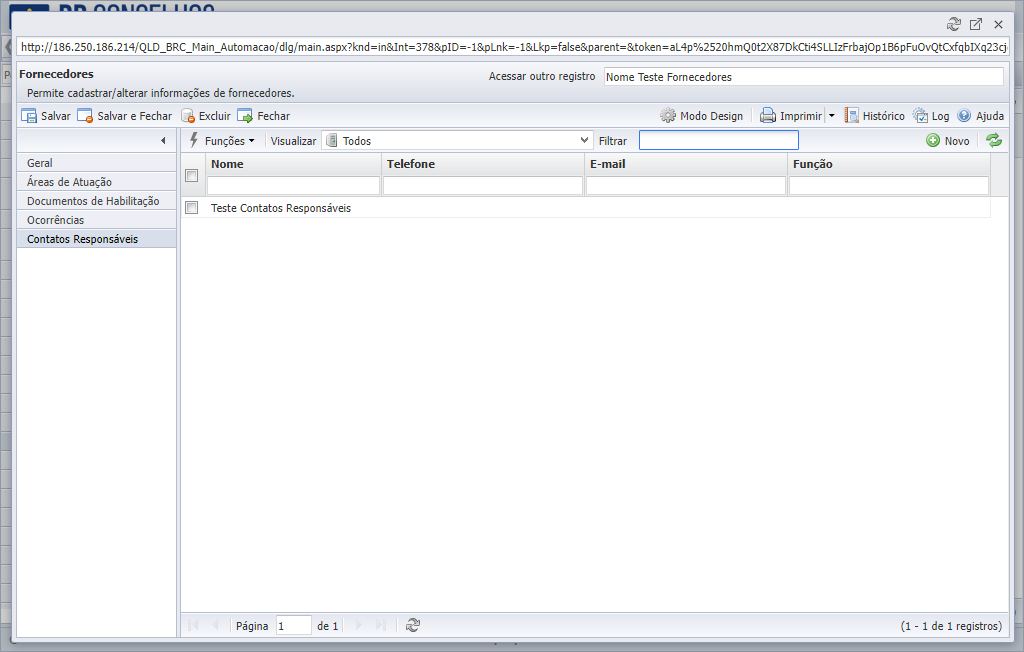 http://186.250.186.214/QLD_BRC_Main_Automacao/dlg/main.aspx?knd=in&Int=378&pID=-1&pLnk=-1&Lkp=false&parent=&token=aL4p%2520hmQ0t2X87DkCti4SLLIzFrbajOp1B6pFuOvQtCxfqbIXq23cj
Fornecedores
Acessar outro registro Nome Teste Fornecedores
Permite cadastrar/alterar informações de fornecedores.
Salvar Salvar e Fechar Excluir Fechar Modo Design Imprimir Histórico Log Ajuda
Funções Visualizar Todos Filtrar Novo
Geral
Áreas de Atuação
Documentos de Habilitação
Ocorrências
Contatos Responsáveis
Nome Telefone E-mail Função
Teste Contatos Responsáveis
Página 1 de 1 (1 - 1 de 1 registros)